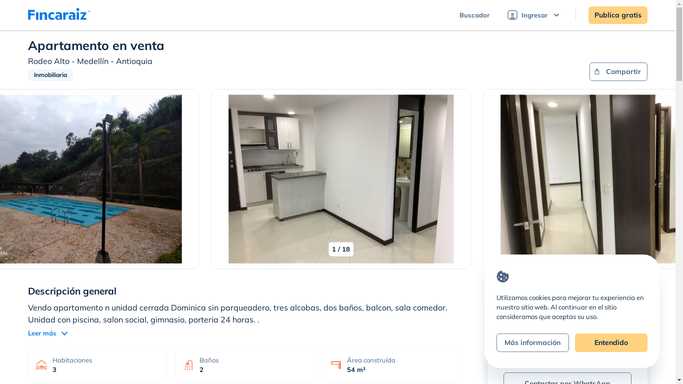 Fincaraiz
Buscador
Ingresar
Publica gratis
Apartamento en venta
Rodeo Alto - Medellín - Antioquia
Inmobiliaria
Compartir
1 / 18
Descripción general
Vendo apartamento n unidad cerrada Dominica sin parqueadero, tres alcobas, dos baños, balcon, sala comedor.
Unidad con piscina, salon social, gimnasio, porteria 24 horas. .
Leer más
Habitaciones
3
Baños
2
Área construída
54 m²
Utilizamos cookies para mejorar tu experiencia en
nuestro sitio web. Al continuar en el sitio
consideramos que aceptas su uso.
Más información
Entendido
Contactar por WhatsApp